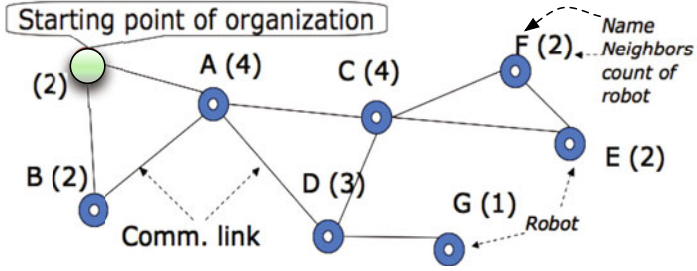 Starting point of organization
(2)
A (4)
C (4)
F (2)
Name
Neighbors
count of
robot
B (2)
D (3)
E (2)
G (1)
Comm. link
Robot